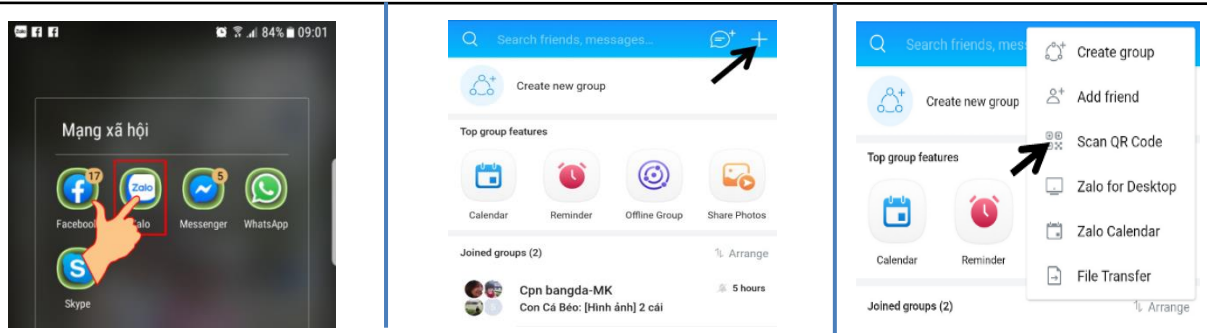 84% 09:01
Mạng xã hội
17
Zalo
5
Facebook
Zalo
Messenger
WhatsApp
Skype
Search friends, messages...
Create new group
Top group features
Calendar
Reminder
Offline Group
Share Photos
Joined groups (2)
Arrange
Cpn bangda-MK
5 hours
Con Cá Béo: [Hình ảnh] 2 cái
Search friends, mes
Create new group
Top group features
Calendar
Reminder
Joined groups (2)
Arrange
Create group
Add friend
Scan QR Code
Zalo for Desktop
Zalo Calendar
File Transfer